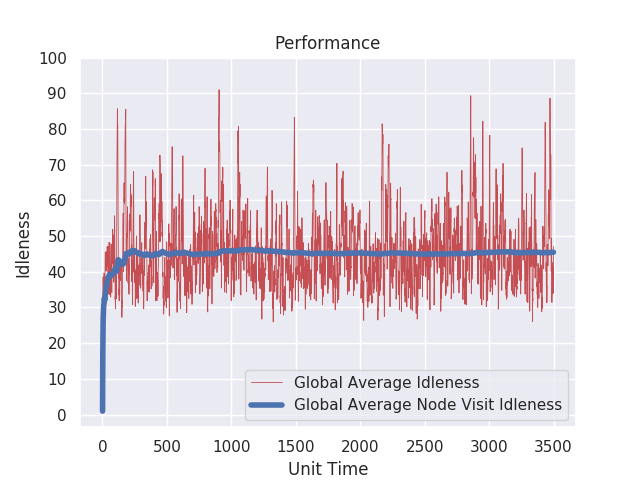 Performance
100
90
80
70
60
50
40
30
20
10
0
Idleness
Global Average Idleness
Global Average Node Visit Idleness
0 500 1000 1500 2000 2500 3000 3500
Unit Time